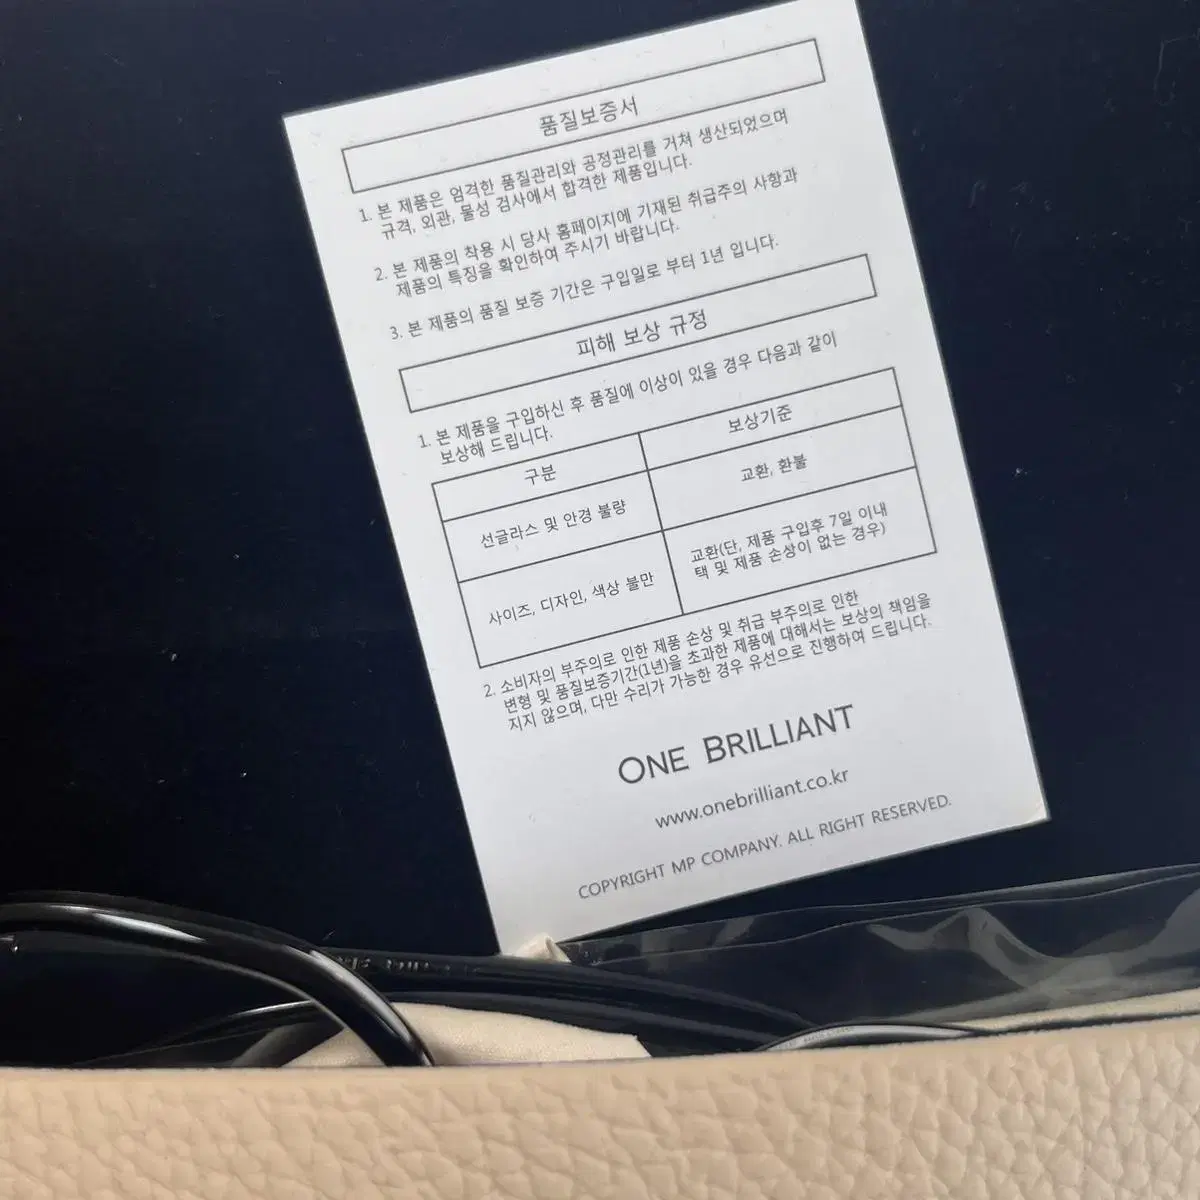 품질보증서
1. 본 제품은 엄격한 품질관리와 공정관리를 거쳐 생산되었으며
규격, 외관, 물성 검사에서 합격한 제품입니다.
2. 본 제품의 착용 시 당사 홈페이지에 기재된 취급주의 사항과
제품의 특징을 확인하여 주시기 바랍니다.
3. 본 제품의 품질 보증 기간은 구입일로 부터 1년 입니다.
피해 보상 규정
1. 본 제품을 구입하신 후 품질에 이상이 있을 경우 다음과 같이
보상해 드립니다.
구분
보상기준
선글라스 및 안경 불량
교환, 환불
사이즈, 디자인, 색상 불만
교환(단, 제품 구입후 7일 이내
택 및 제품 손상이 없는 경우)
2. 소비자의 부주의로 인한 제품 손상 및 취급 부주의로 인한
변형 및 품질보증기간(1년)을 초과한 제품에 대해서는 보상의 책임을
지지 않으며, 다만 수리가 가능한 경우 유선으로 진행하여 드립니다.
ONE BRILLIANT
www.onebrilliant.co.kr
COPYRIGHT MP COMPANY. ALL RIGHT RESERVED.